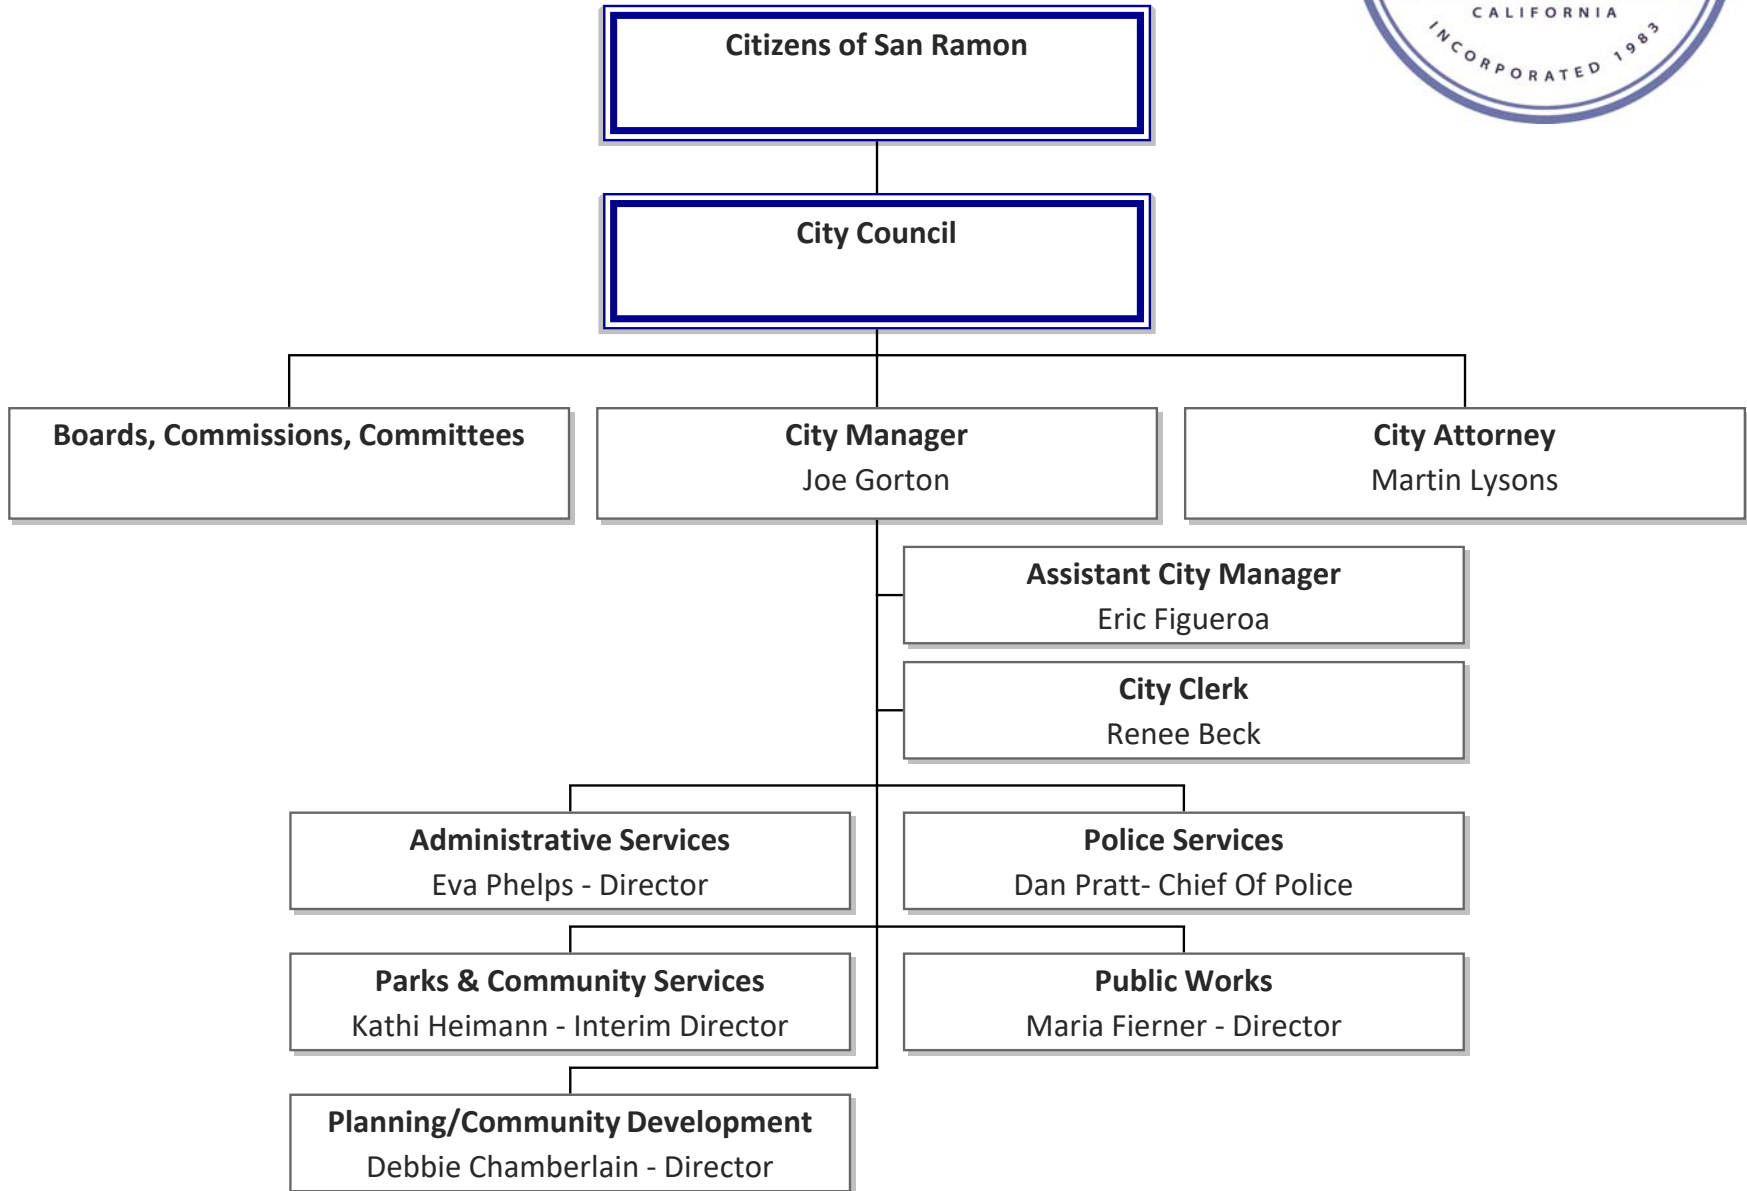 CALIFORNIA
INCORPORATED 1983
Citizens of San Ramon
City Council
Boards, Commissions, Committees
City Manager
Joe Gorton
City Attorney
Martin Lysons
Assistant City Manager
Eric Figueroa
City Clerk
Renee Beck
Administrative Services
Eva Phelps - Director
Police Services
Dan Pratt- Chief Of Police
Parks & Community Services
Kathi Heimann - Interim Director
Public Works
Maria Fierner - Director
Planning/Community Development
Debbie Chamberlain - Director